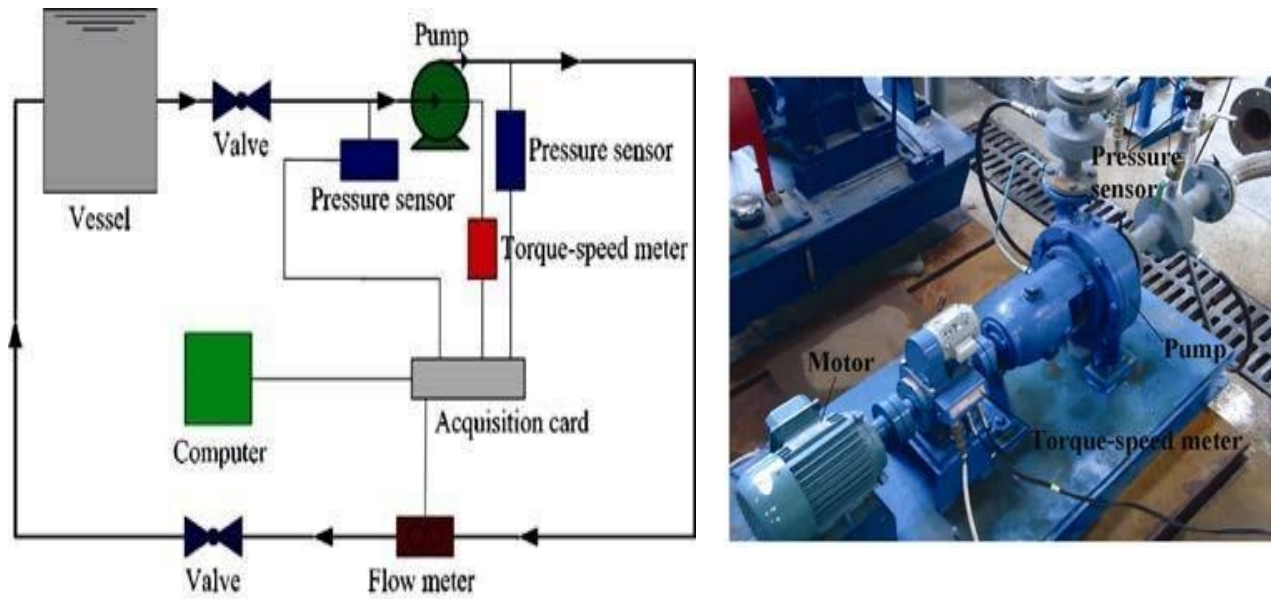 Pump
Valve
Pressure sensor
Vessel
Pressure sensor
Torque-speed meter
Acquisition card
Computer
Valve
Flow meter
Pressure
sensor
Motor
Pump
Torque-speed meter